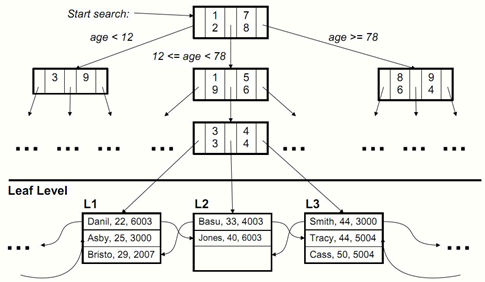 Start search:
1 7
2 8
age < 12
12 <= age < 78
age >= 78
3 9
1 5
9 6
8 9
6 4
...
...
3 4
3 4
...
...
Leaf Level
L1
L2
L3
Danil, 22, 6003
Asby, 25, 3000
Bristo, 29, 2007
Basu, 33, 4003
Jones, 40, 6003
Smith, 44, 3000
Tracy, 44, 5004
Cass, 50, 5004
...
...